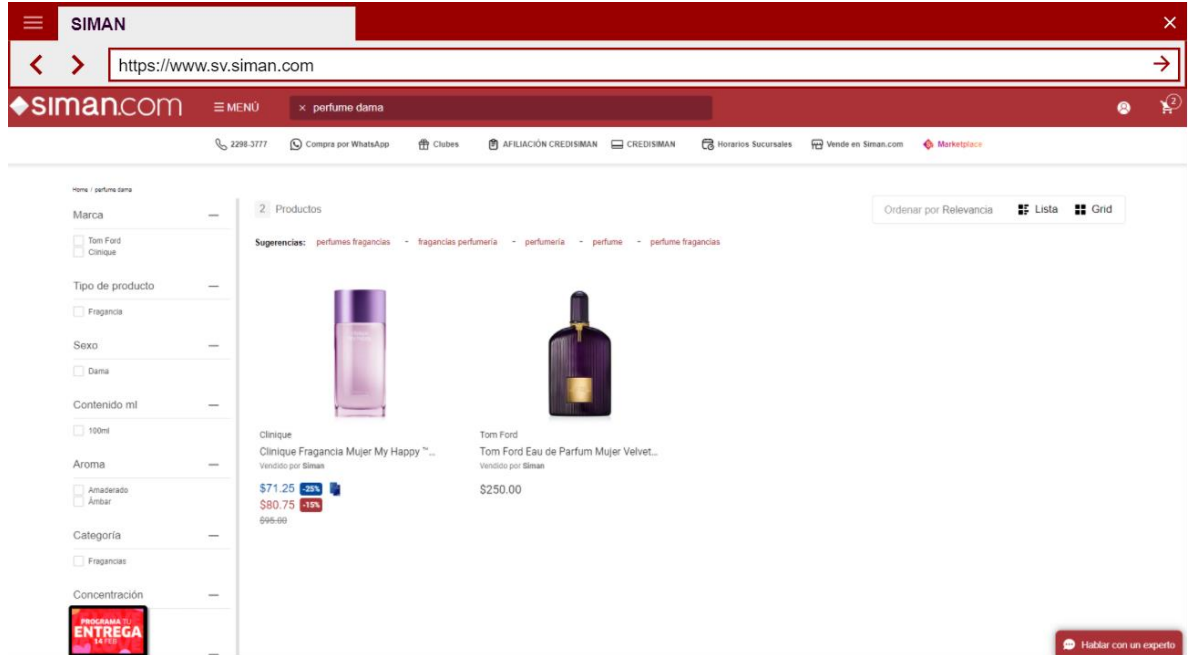 SIMAN
https://www.sv.siman.com
siman.com
MENÚ
× perfume dama
2
2298-3777
Compra por WhatsApp
Clubes
AFILIACIÓN CREDISIMAN
CREDISIMAN
Horarios Sucursales
Vende en Siman.com
Marketplace
Home / perfume dama
Marca
Tom Ford
Clinique
Tipo de producto
Fragancia
Sexo
Dama
Contenido ml
100ml
Aroma
Amaderado
Ámbar
Categoría
Fragancias
Concentración
PROGRAMA TU
ENTREGA
14 FEB
2 Productos
Ordenar por Relevancia
Lista
Grid
Sugerencias: perfumes fragancias - fragancias perfumería - perfumería - perfume - perfume fragancias
Clinique
Clinique Fragancia Mujer My Happy ™...
Vendido por Siman
$71.25 -25%
$80.75 -15%
$95.00
Tom Ford
Tom Ford Eau de Parfum Mujer Velvet...
Vendido por Siman
$250.00
Hablar con un experto